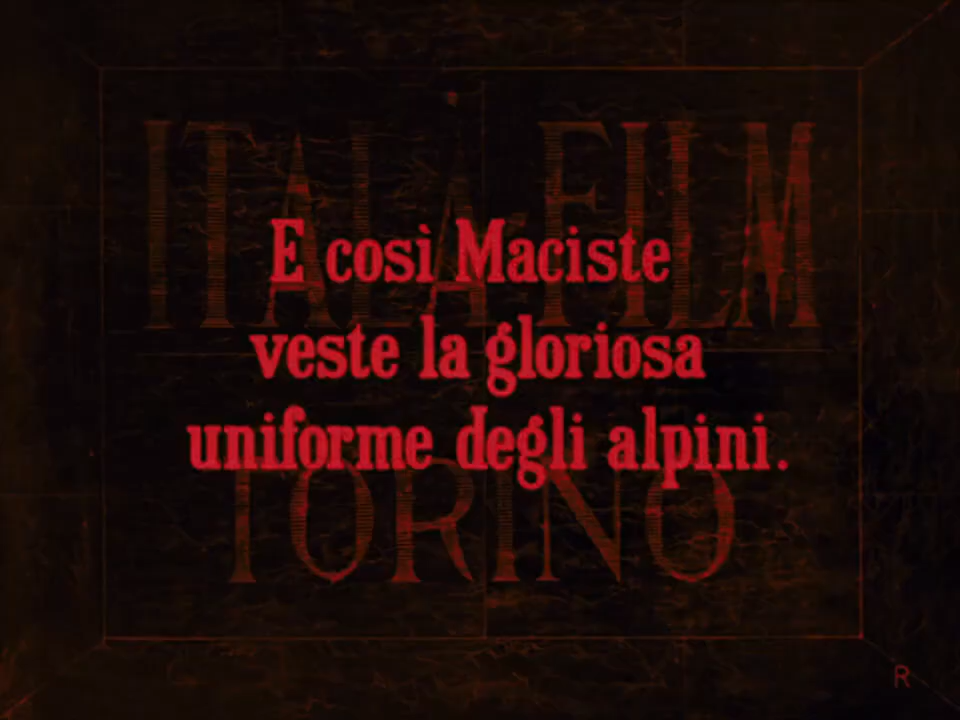 ITALA-FILM
E così Maciste
veste la gloriosa
uniforme degli alpini.
TORINO
R